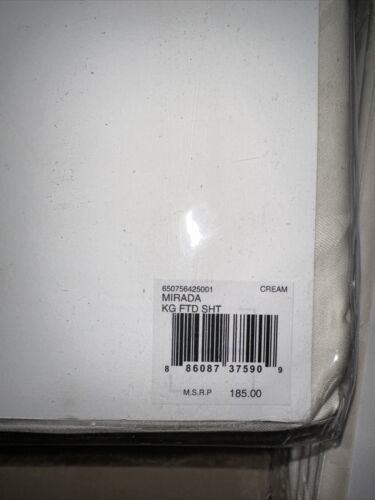 650756425001 CREAM
MIRADA
KG FTD SHT
8 86087 37590 9
M.S.R.P 185.00